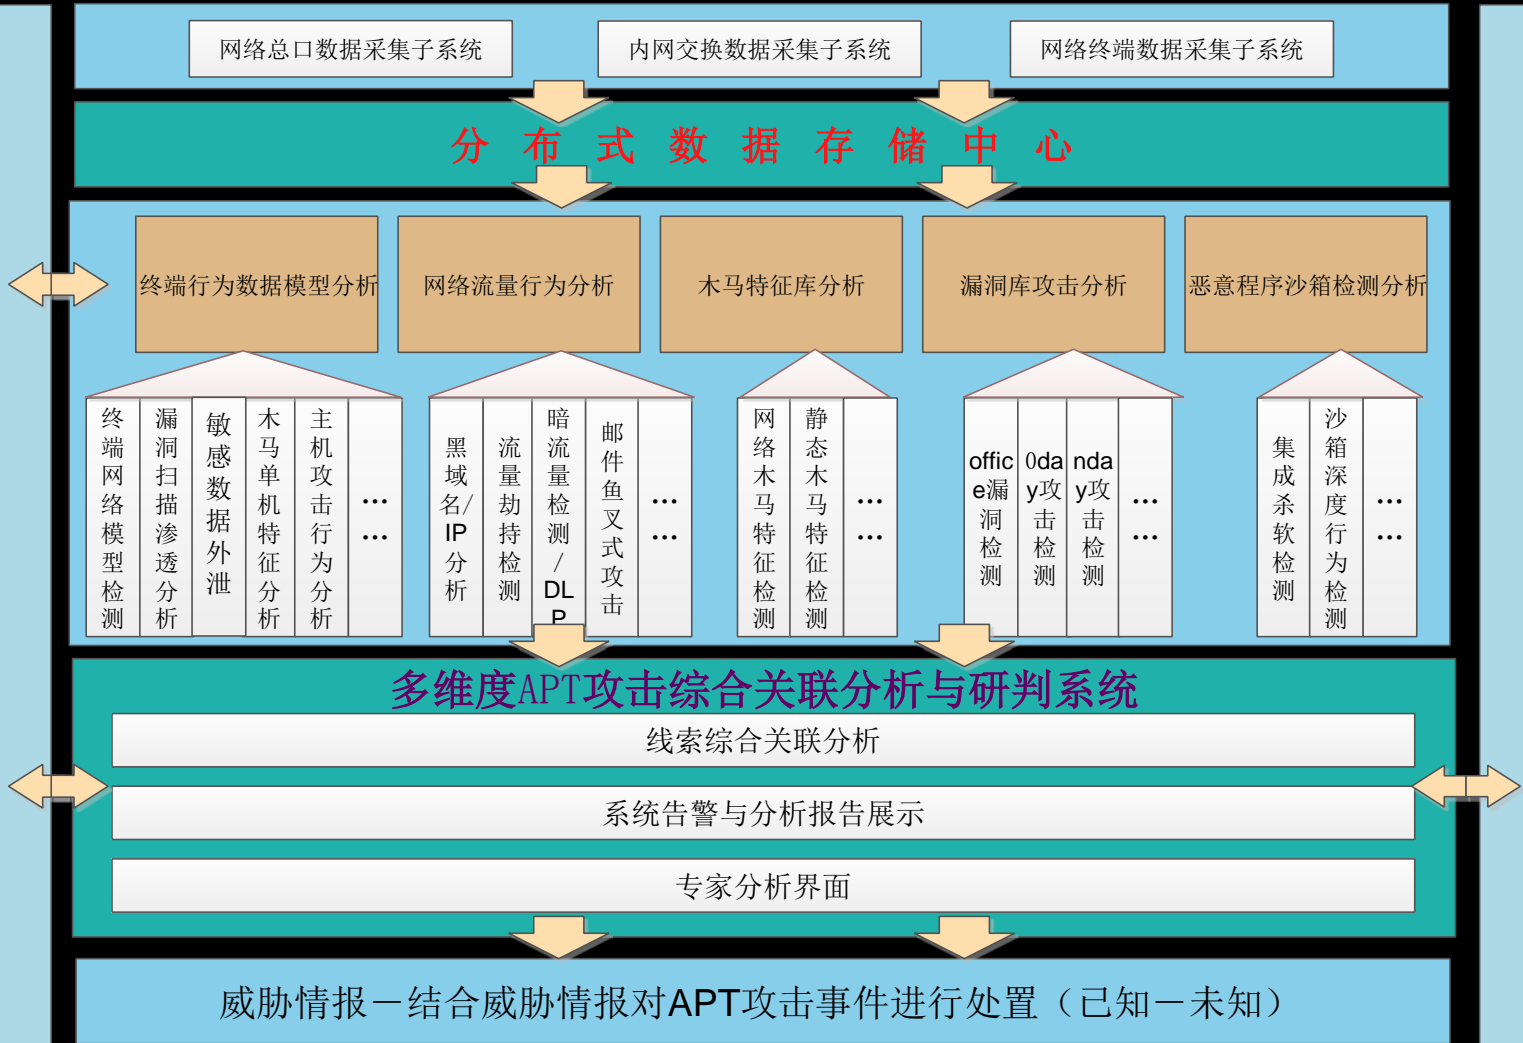 网络总口数据采集子系统
内网交换数据采集子系统
网络终端数据采集子系统
分布式数据存储中心
终端行为数据模型分析
网络流量行为分析
木马特征库分析
漏洞库攻击分析
恶意程序沙箱检测分析
终端网络模型检测
漏洞扫描渗透分析
敏感数据外泄
木马单机特征分析
主机攻击行为分析
……
黑域名/IP分析
流量劫持检测
暗流量检测/DLP
邮件鱼叉式攻击
……
网络木马特征检测
静态木马特征检测
……
office漏洞检测
0day攻击检测
nday攻击检测
……
集成杀软检测
沙箱深度行为检测
……
多维度APT攻击综合关联分析与研判系统
线索综合关联分析
系统告警与分析报告展示
专家分析界面
威胁情报－结合威胁情报对APT攻击事件进行处置（已知－未知）